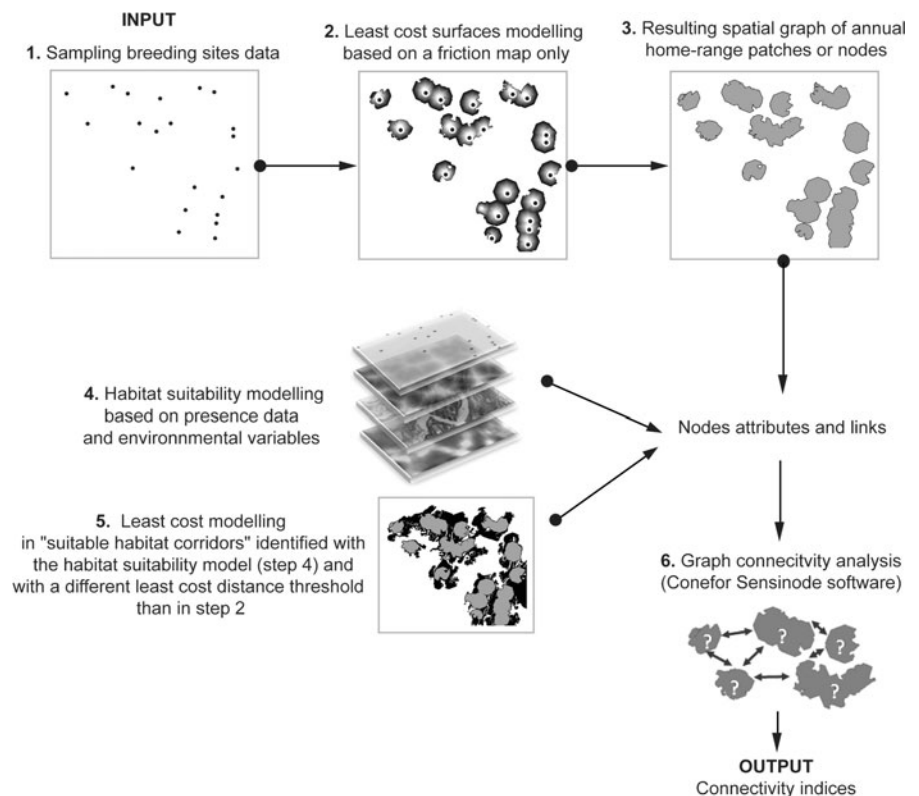 INPUT
1. Sampling breeding sites data
2. Least cost surfaces modelling
based on a friction map only
3. Resulting spatial graph of annual
home-range patches or nodes
4. Habitat suitability modelling
based on presence data
and environnmental variables
Nodes attributes and links
5. Least cost modelling
in "suitable habitat corridors" identified with
the habitat suitability model (step 4) and
with a different least cost distance threshold
than in step 2
6. Graph connecitvity analysis
(Conefor Sensinode software)
? ? ?
? ?
OUTPUT
Connectivity indices